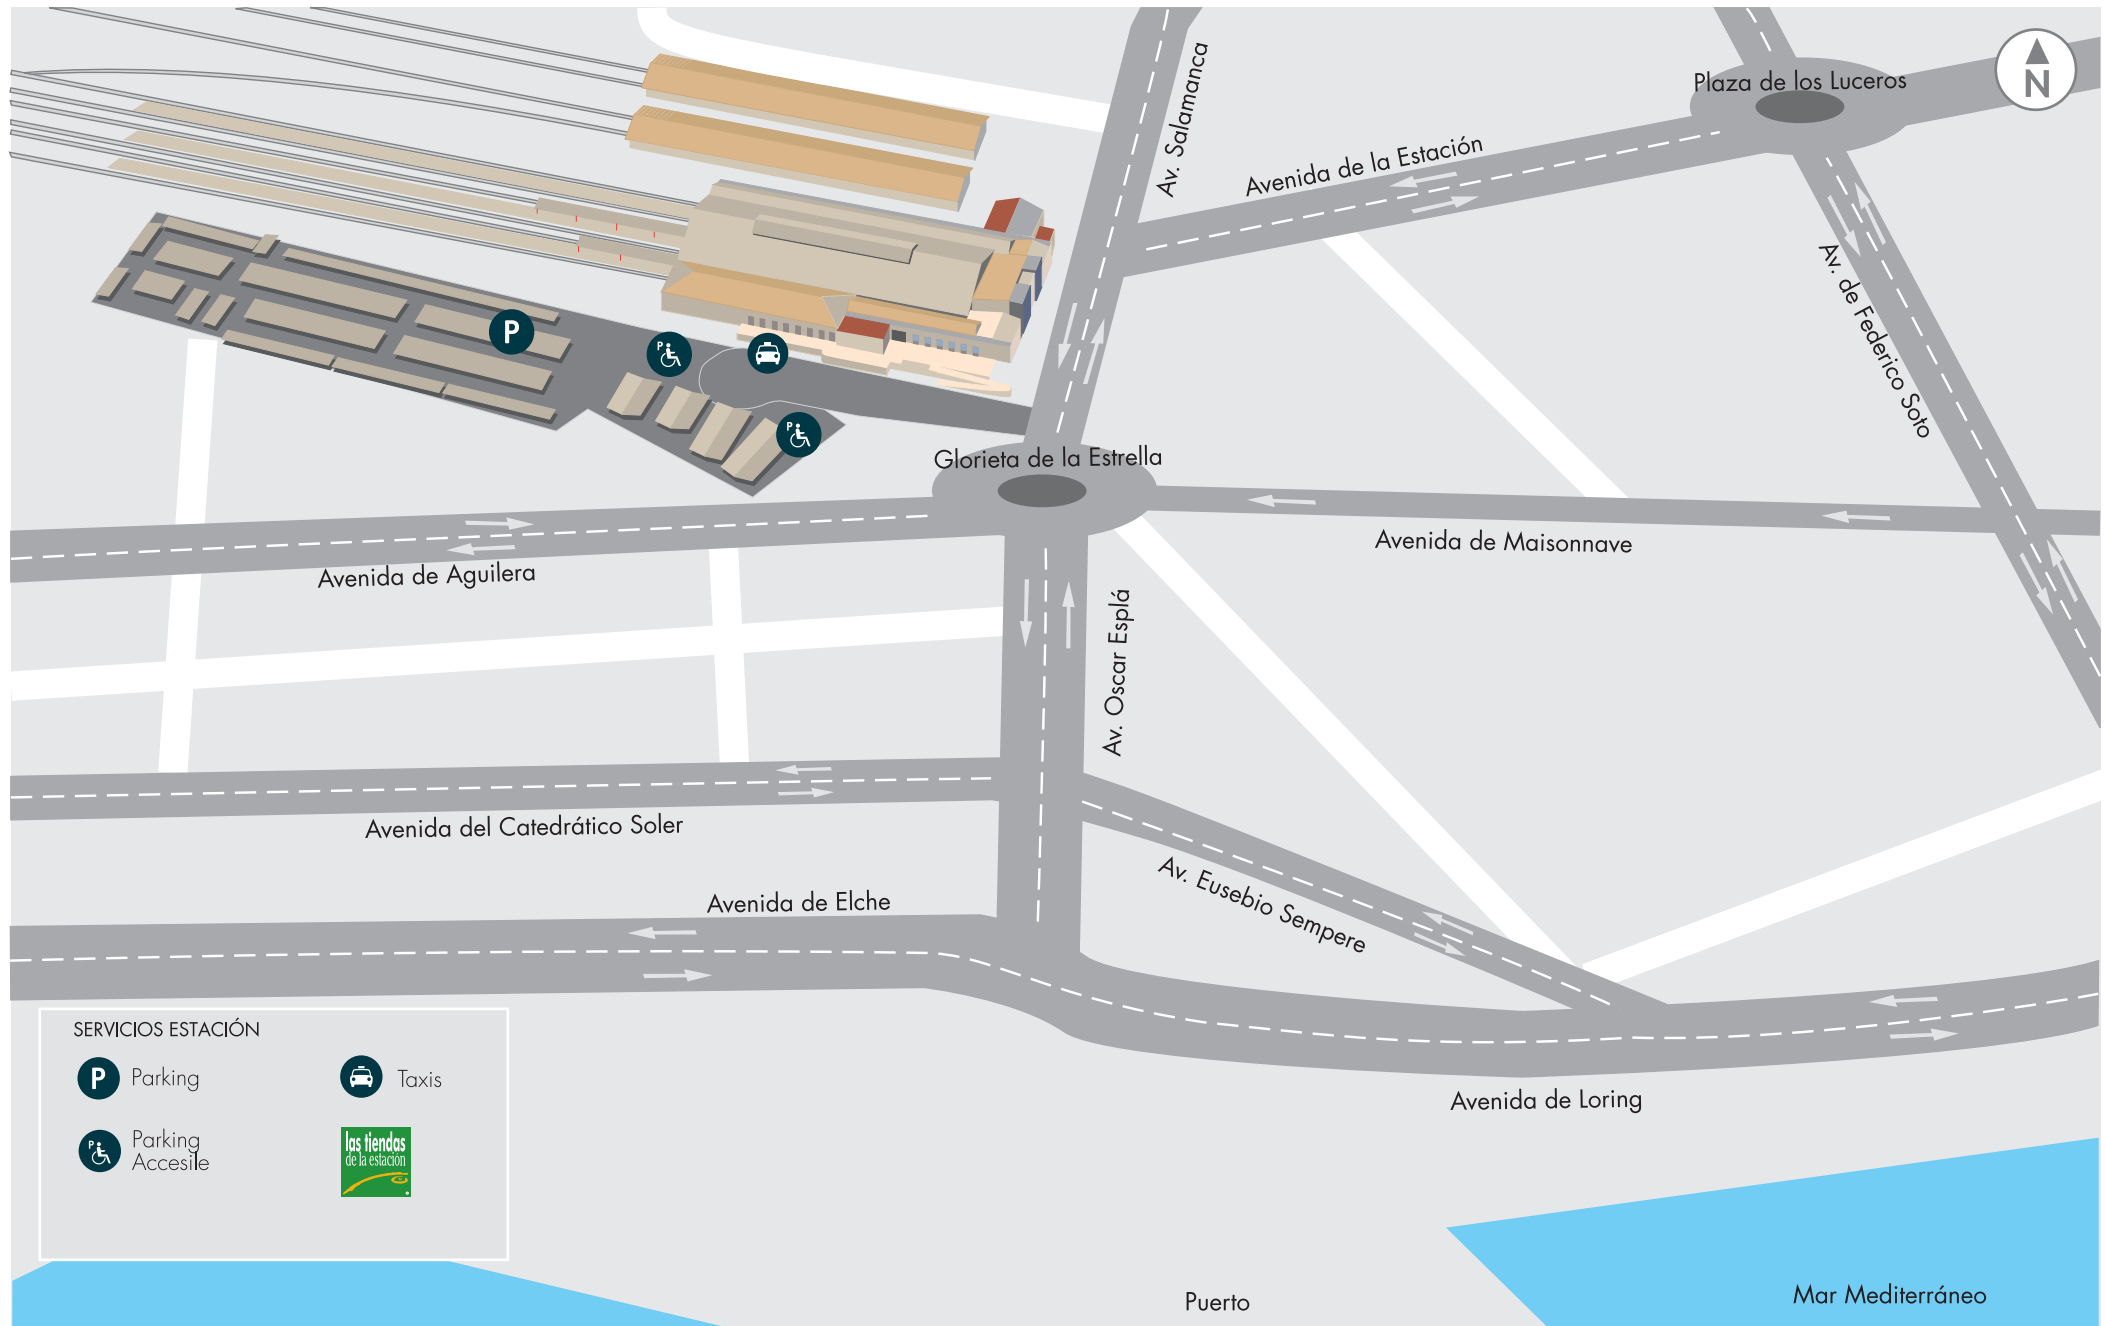 Av. Salamanca
Plaza de los Luceros
N
Avenida de la Estación
Av. de Federico Soto
P
P
P
Glorieta de la Estrella
Avenida de Maisonnave
Avenida de Aguilera
Av. Oscar Esplá
Avenida del Catedrático Soler
Av. Eusebio Sempere
Avenida de Elche
SERVICIOS ESTACIÓN
P Parking
Taxis
P Parking
Accesile
las tiendas
de la estación
Avenida de Loring
Puerto
Mar Mediterráneo